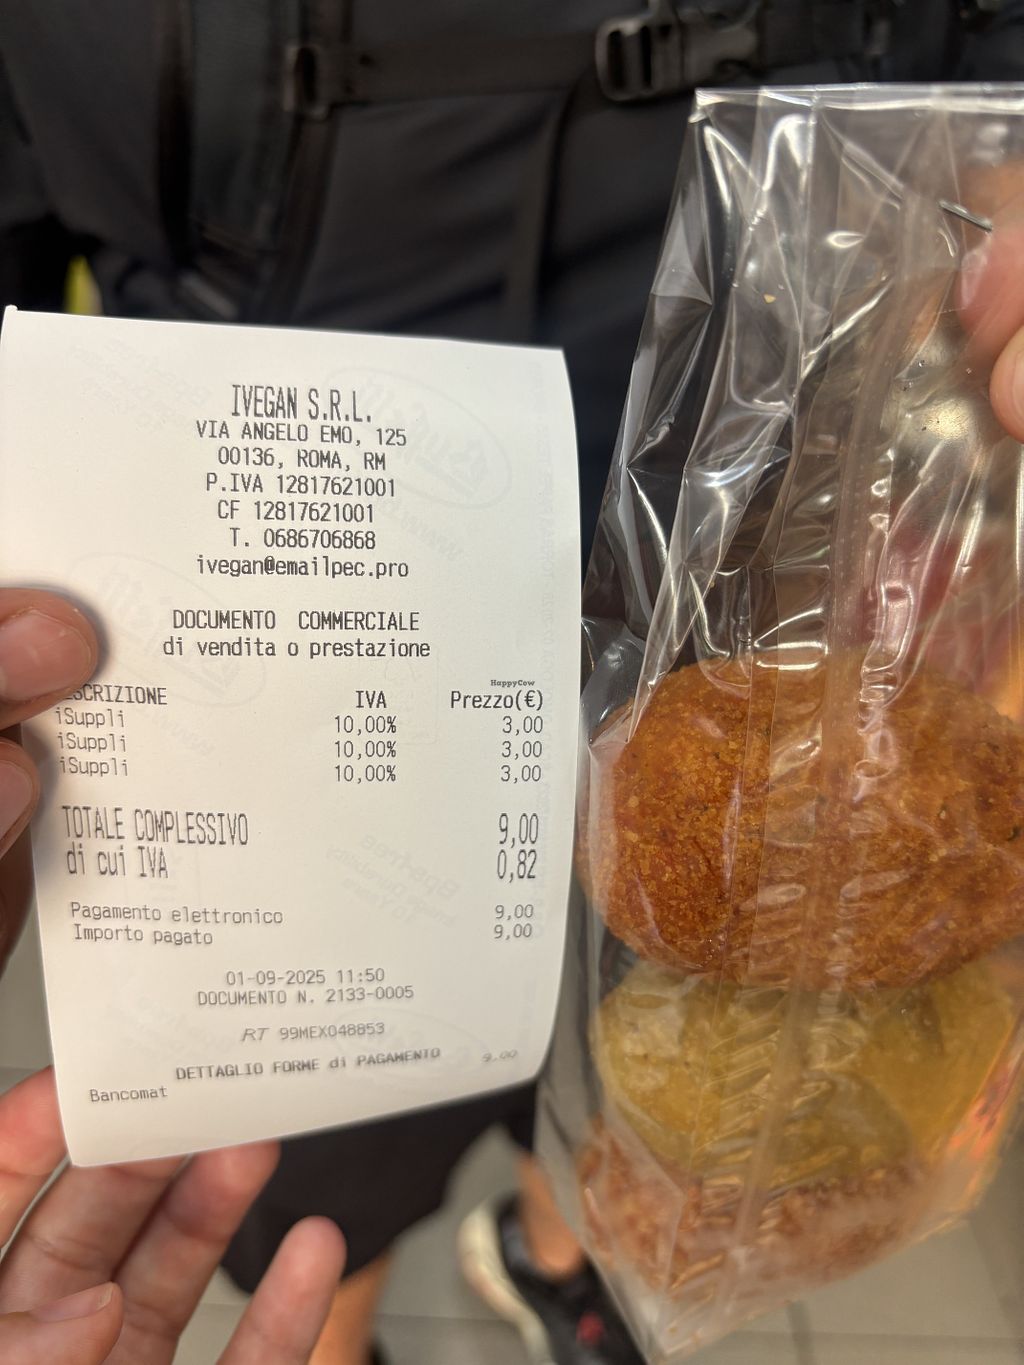 IVEGAN S.R.L.
VIA ANGELO EMO, 125
00136, ROMA, RM
P.IVA 12817621001
CF 12817621001
T. 0686706868
ivegan@emailpec.pro
DOCUMENTO COMMERCIALE
di vendita o prestazione
HappyCow
ESCRIZIONE IVA Prezzo(€)
iSuppli 10,00% 3,00
iSuppli 10,00% 3,00
iSuppli 10,00% 3,00
TOTALE COMPLESSIVO 9,00
di cui IVA 0,82
Pagamento elettronico 9,00
Importo pagato 9,00
01-09-2025 11:50
DOCUMENTO N. 2133-0005
RT 99MEX048853
DETTAGLIO FORME di PAGAMENTO
Bancomat 9,00